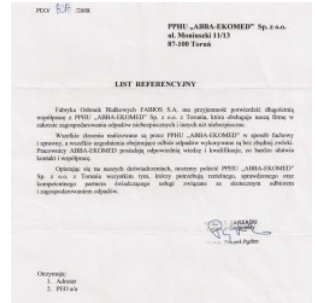 PEO/ /2008
PPHU „ABBA-EKOMED” Sp. z o.o.
ul. Moniuszki 11/13
87-100 Toruń
LIST REFERENCYJNY
Fabryka Osłonek Białkowych FABIOS S.A. ma przyjemność potwierdzić długoletnią
współpracę z PPHU „ABBA-EKOMED” Sp. z o.o. z Torunia, która obsługuje naszą firmę w
zakresie zagospodarowania odpadów niebezpiecznych i innych niż niebezpieczne.
Wszelkie zlecenia realizowane są przez PPHU „ABBA-EKOMED” w sposób fachowy
i sprawny, a wcześniej uzgodnienia obejmujące odbiór odpadów wykonywane są bez zbędnej zwłoki.
Pracownicy ABBA-EKOMED posiadają odpowiednią wiedzę i kwalifikacje, co bardzo ułatwia
kontakt i współpracę.
Opierając się na naszych doświadczeniach, możemy polecić PPHU „ABBA-EKOMED”
Sp. z o.o. z Torunia wszystkim tym, którzy potrzebują rzetelnego, sprawdzonego oraz
kompetentnego partnera świadczącego usługi związane ze skutecznym odbiorem
i zagospodarowaniem odpadów.
ZARZĄDU
Otrzymują:
1. Adresat
2. PEO a/a